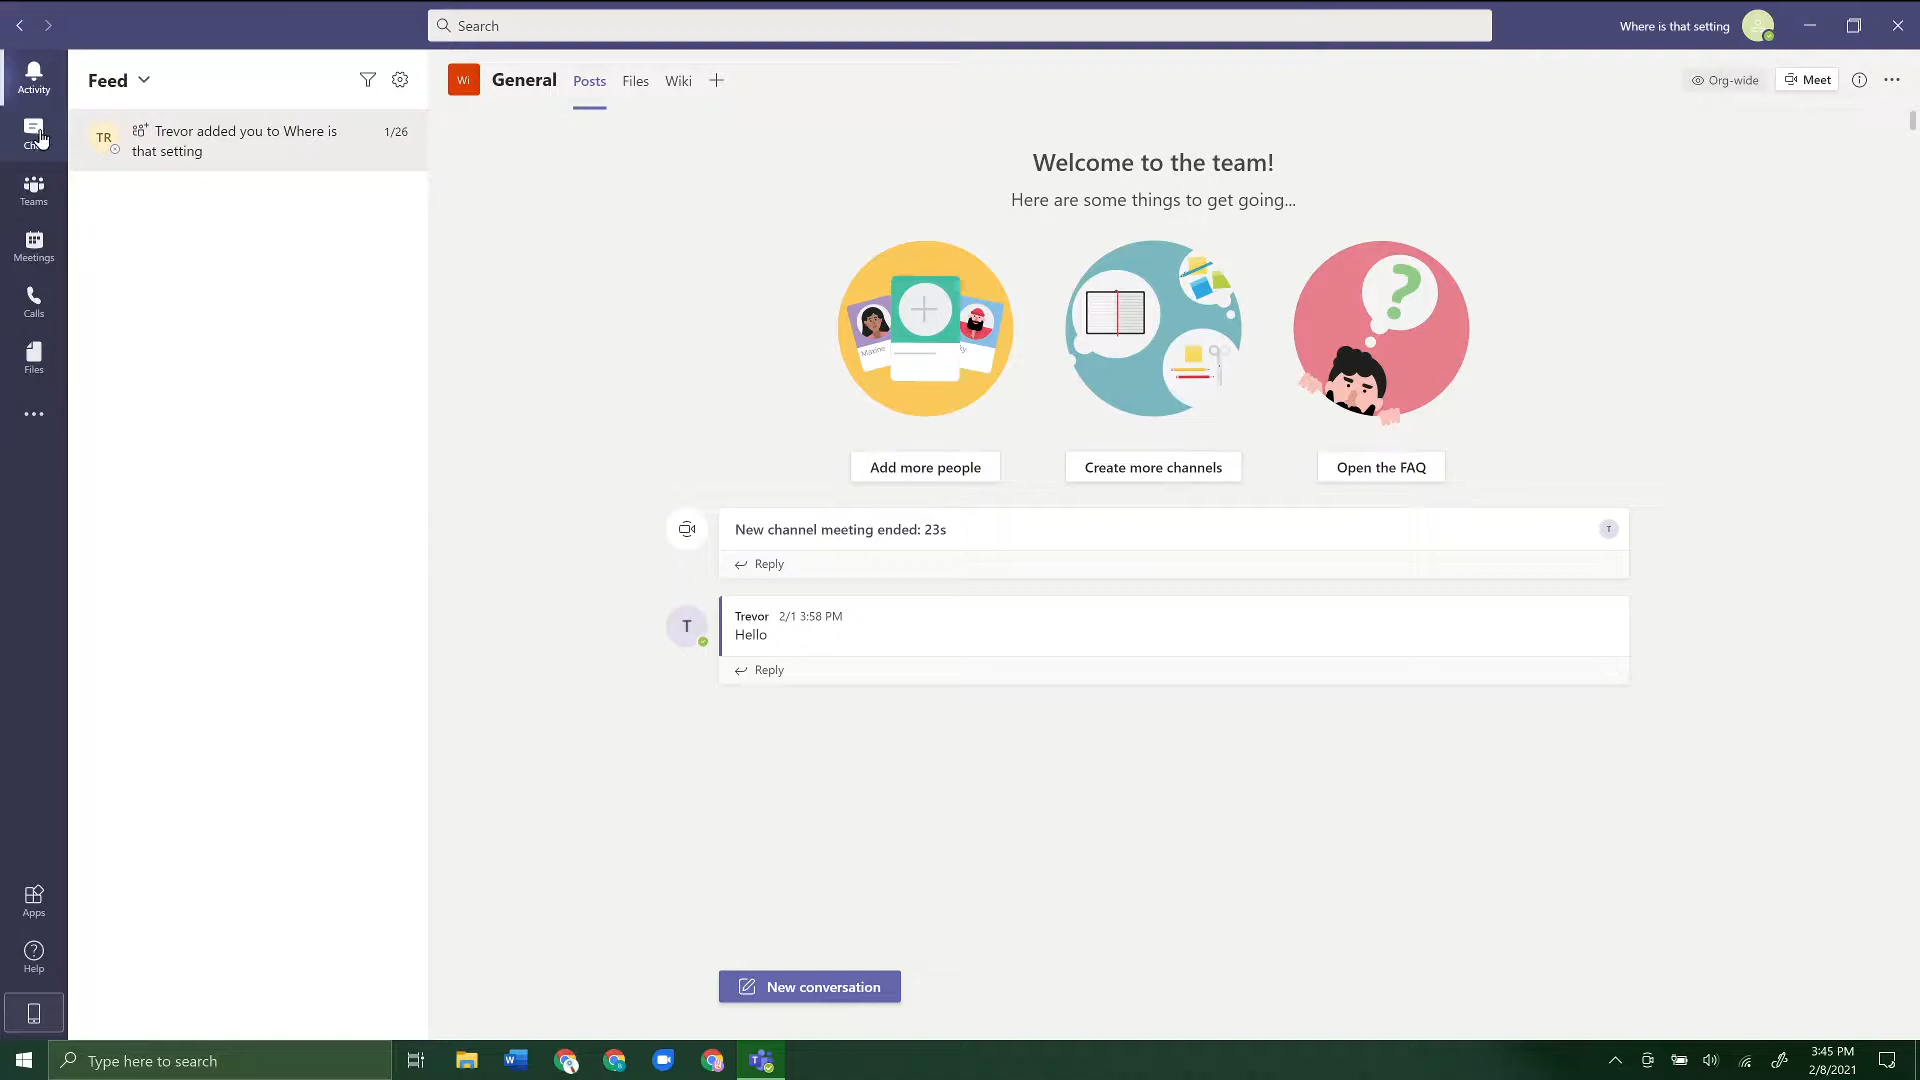 Search
Where is that setting
Activity
Feed
Wi
General
Posts
Files
Wiki
Org-wide
Meet
TR
Trevor added you to Where is
that setting
1/26
Teams
Meetings
Calls
Files
Welcome to the team!
Here are some things to get going...
Maxine
Add more people
Create more channels
Open the FAQ
New channel meeting ended: 23s
T
Reply
T
Trevor 2/1 3:58 PM
Hello
Reply
Apps
Help
New conversation
Type here to search
3:45 PM
2/8/2021